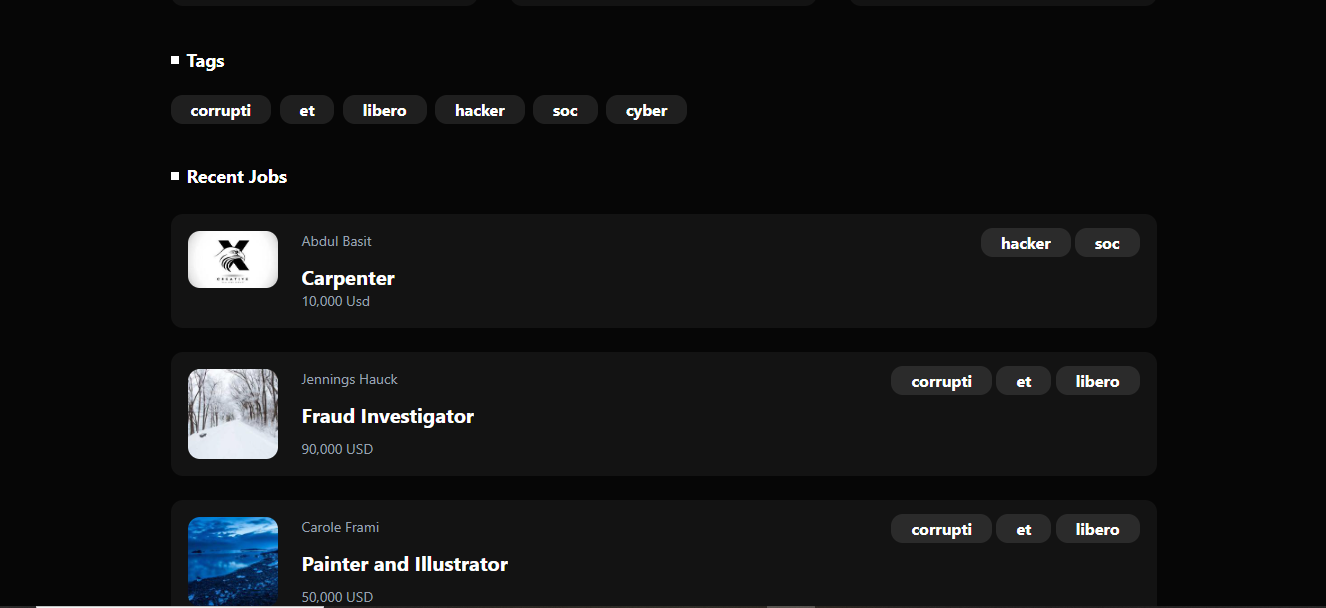 Tags
corrupti et libero hacker soc cyber
Recent Jobs
Abdul Basit
hacker soc
Carpenter
10,000 Usd
Jennings Hauck
corrupti et libero
Fraud Investigator
90,000 USD
Carole Frami
corrupti et libero
Painter and Illustrator
50,000 USD